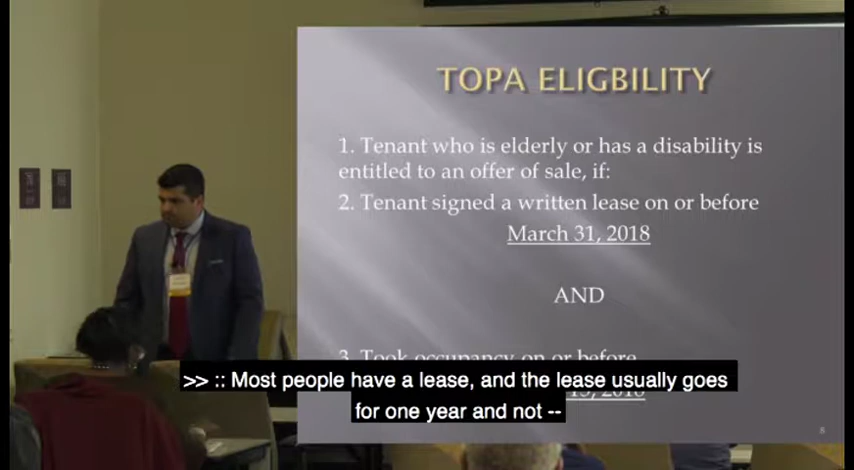 TOPA ELIGBILITY
1. Tenant who is elderly or has a disability is
entitled to an offer of sale, if:
2. Tenant signed a written lease on or before
March 31, 2018
AND
3. Took occupancy on or before
>> :: Most people have a lease, and the lease usually goes
for one year and not --
8